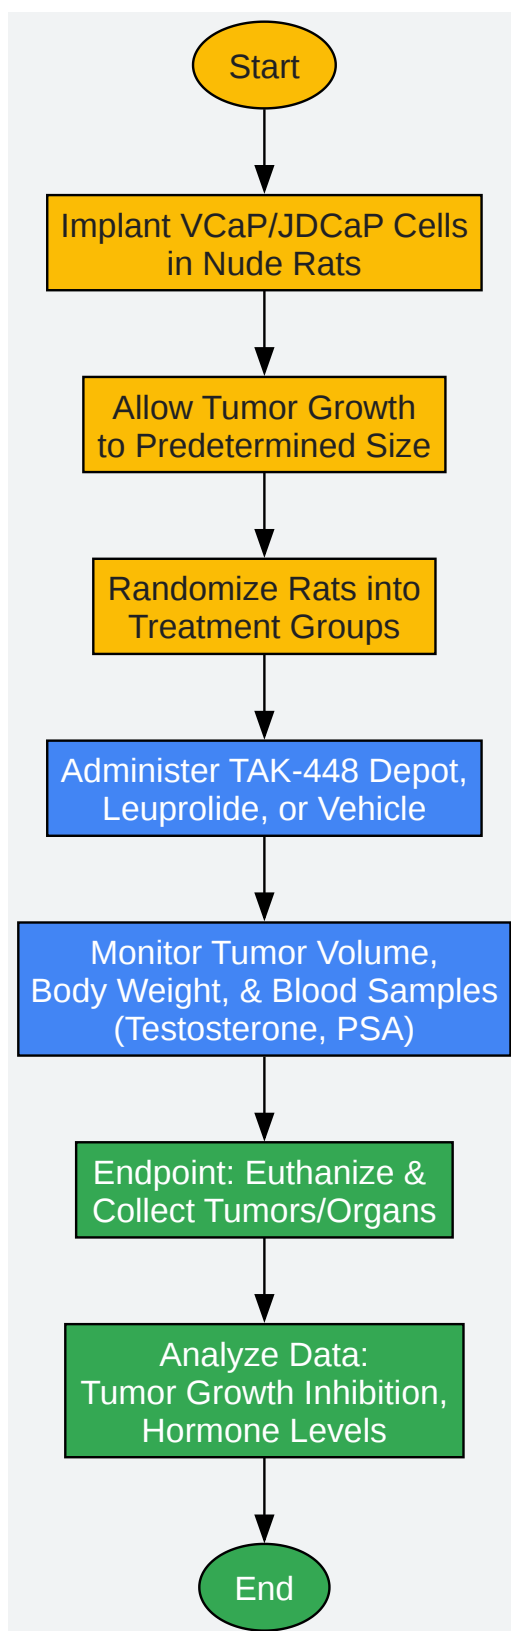 Start
Implant VCaP/JDCaP Cells
in Nude Rats
Allow Tumor Growth
to Predetermined Size
Randomize Rats into
Treatment Groups
Administer TAK-448 Depot,
Leuprolide, or Vehicle
Monitor Tumor Volume,
Body Weight, & Blood Samples
(Testosterone, PSA)
Endpoint: Euthanize &
Collect Tumors/Organs
Analyze Data:
Tumor Growth Inhibition,
Hormone Levels
End